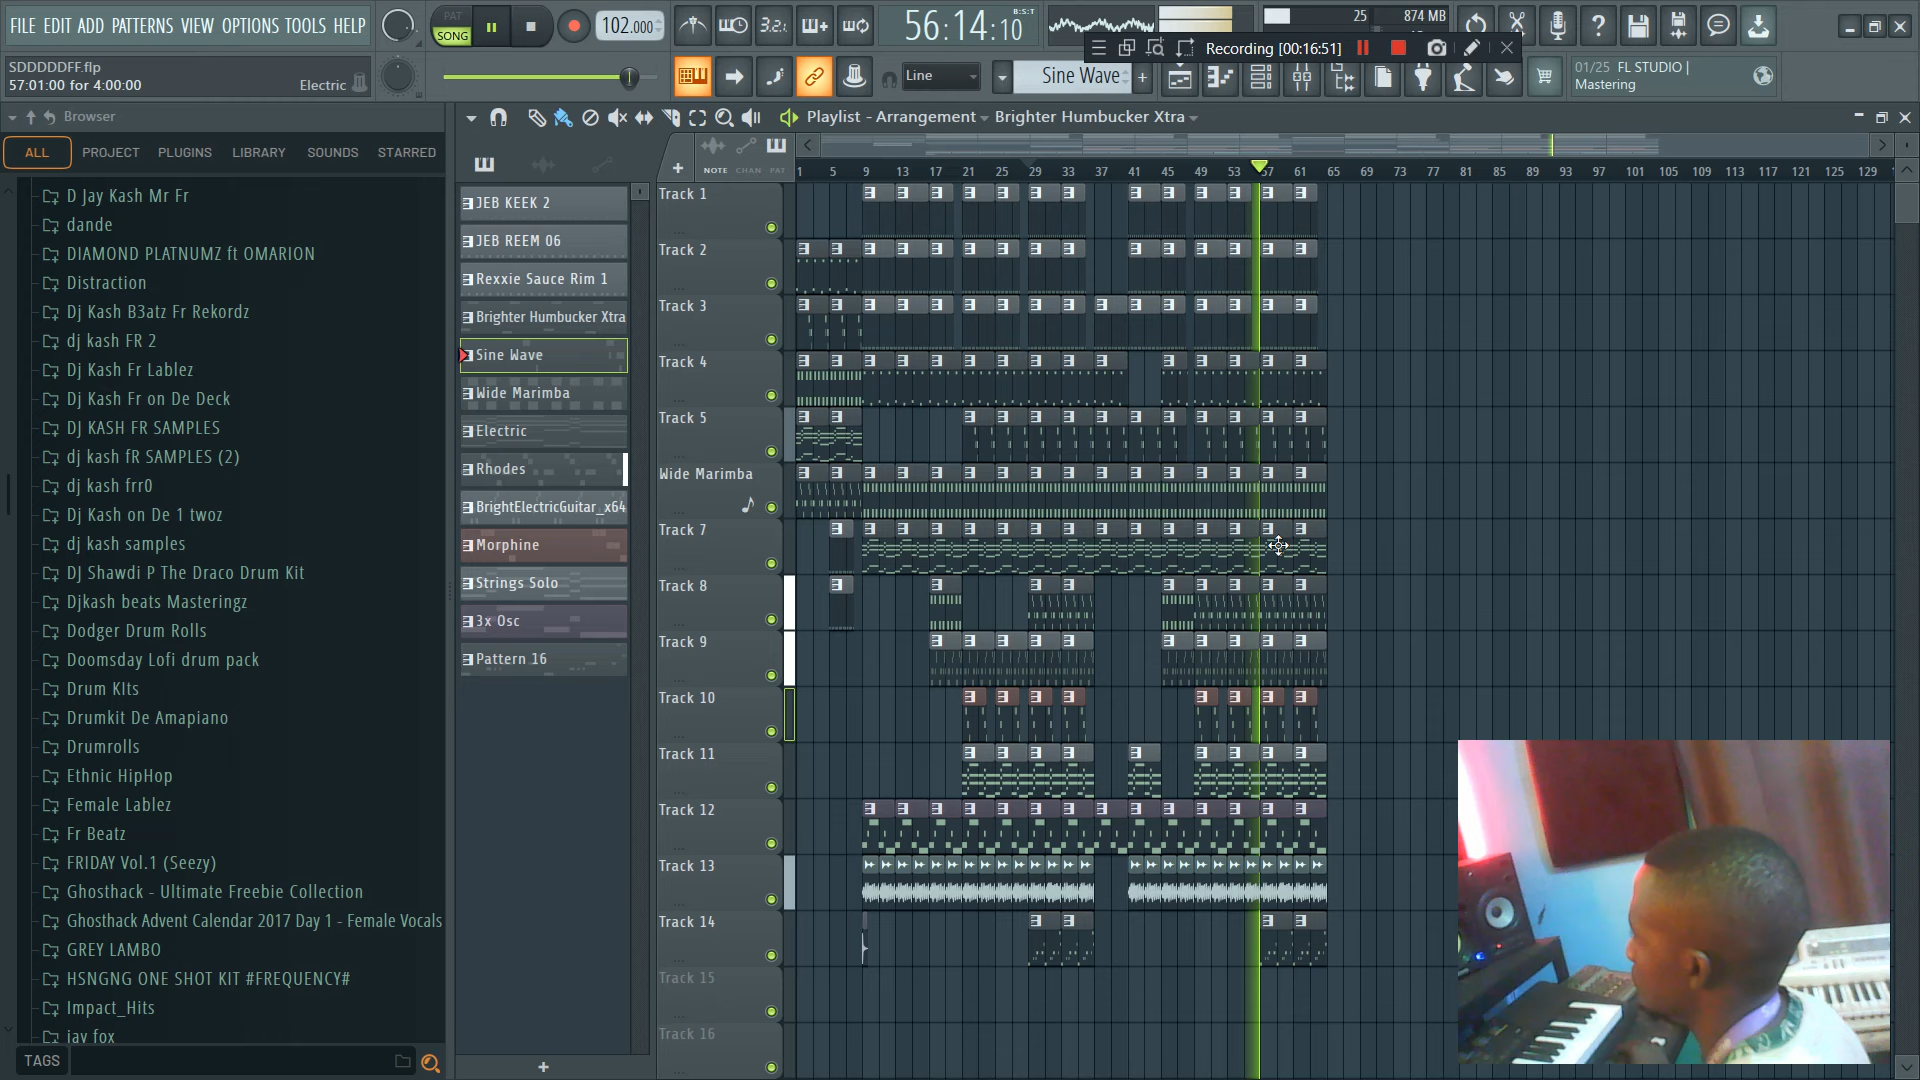 FILE EDIT ADD PATTERNS VIEW OPTIONS TOOLS HELP
PAT
SONG
102.000
3.2.1
56:14:10
B:S:T
25
874 MB
Recording [00:16:51]
SDDDDDFF.flp
57:01:00 for 4:00:00
Electric
Line
Sine Wave
01/25 FL STUDIO |
Mastering
Browser
Playlist - Arrangement
Brighter Humbucker Xtra
ALL
PROJECT
PLUGINS
LIBRARY
SOUNDS
STARRED
NOTE
CHAN
PAT
1 5 9 13 17 21 25 29 33 37 41 45 49 53 57 61 65 69 73 77 81 85 89 93 97 101 105 109 113 117 121 125 129
D Jay Kash Mr Fr
dande
DIAMOND PLATNUMZ ft OMARION
Distraction
Dj Kash B3atz Fr Rekordz
dj kash FR 2
Dj Kash Fr Lablez
Dj Kash Fr on De Deck
DJ KASH FR SAMPLES
dj kash fR SAMPLES (2)
dj kash frr0
Dj Kash on De 1 twoz
dj kash samples
DJ Shawdi P The Draco Drum Kit
Djkash beats Masteringz
Dodger Drum Rolls
Doomsday Lofi drum pack
Drum KIts
Drumkit De Amapiano
Drumrolls
Ethnic HipHop
Female Lablez
Fr Beatz
FRIDAY Vol.1 (Seezy)
Ghosthack - Ultimate Freebie Collection
Ghosthack Advent Calendar 2017 Day 1 - Female Vocals
GREY LAMBO
HSNGNG ONE SHOT KIT #FREQUENCY#
Impact_Hits
jay fox
TAGS
JEB KEEK 2
JEB REEM 06
Rexxie Sauce Rim 1
Brighter Humbucker Xtra
Sine Wave
Wide Marimba
Electric
Rhodes
BrightElectricGuitar_x64
Morphine
Strings Solo
3x Osc
Pattern 16
Track 1
Track 2
Track 3
Track 4
Track 5
Wide Marimba
Track 7
Track 8
Track 9
Track 10
Track 11
Track 12
Track 13
Track 14
Track 15
Track 16